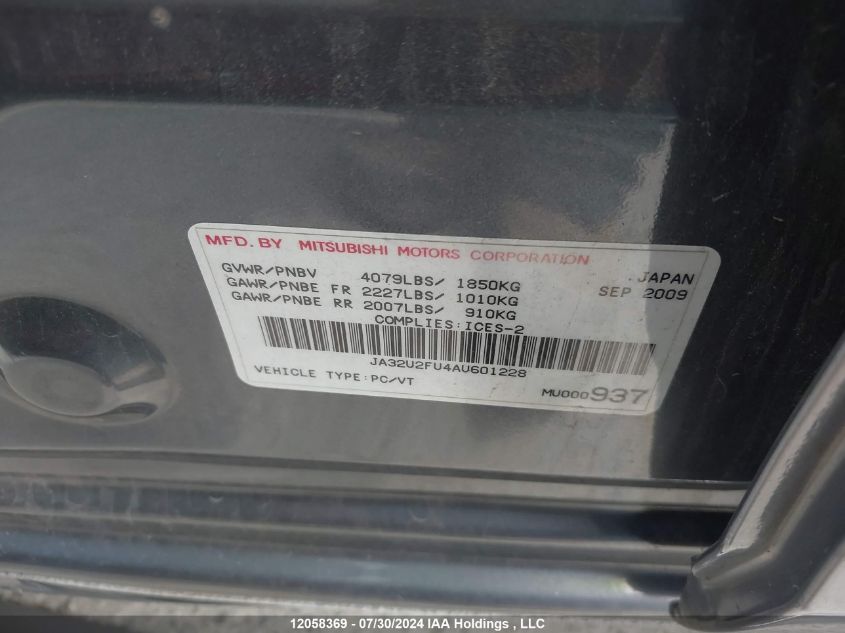 MFD. BY MITSUBISHI MOTORS CORPORATION
GVWR/PNBV 4079LBS/ 1850KG JAPAN
GAWR/PNBE FR 2227LBS/ 1010KG SEP 2009
GAWR/PNBE RR 2007LBS/ 910KG
COMPLIES:ICES-2
JA32U2FU4AU601228
VEHICLE TYPE:PC/VT MU000937
12058369 - 07/30/2024 IAA Holdings , LLC